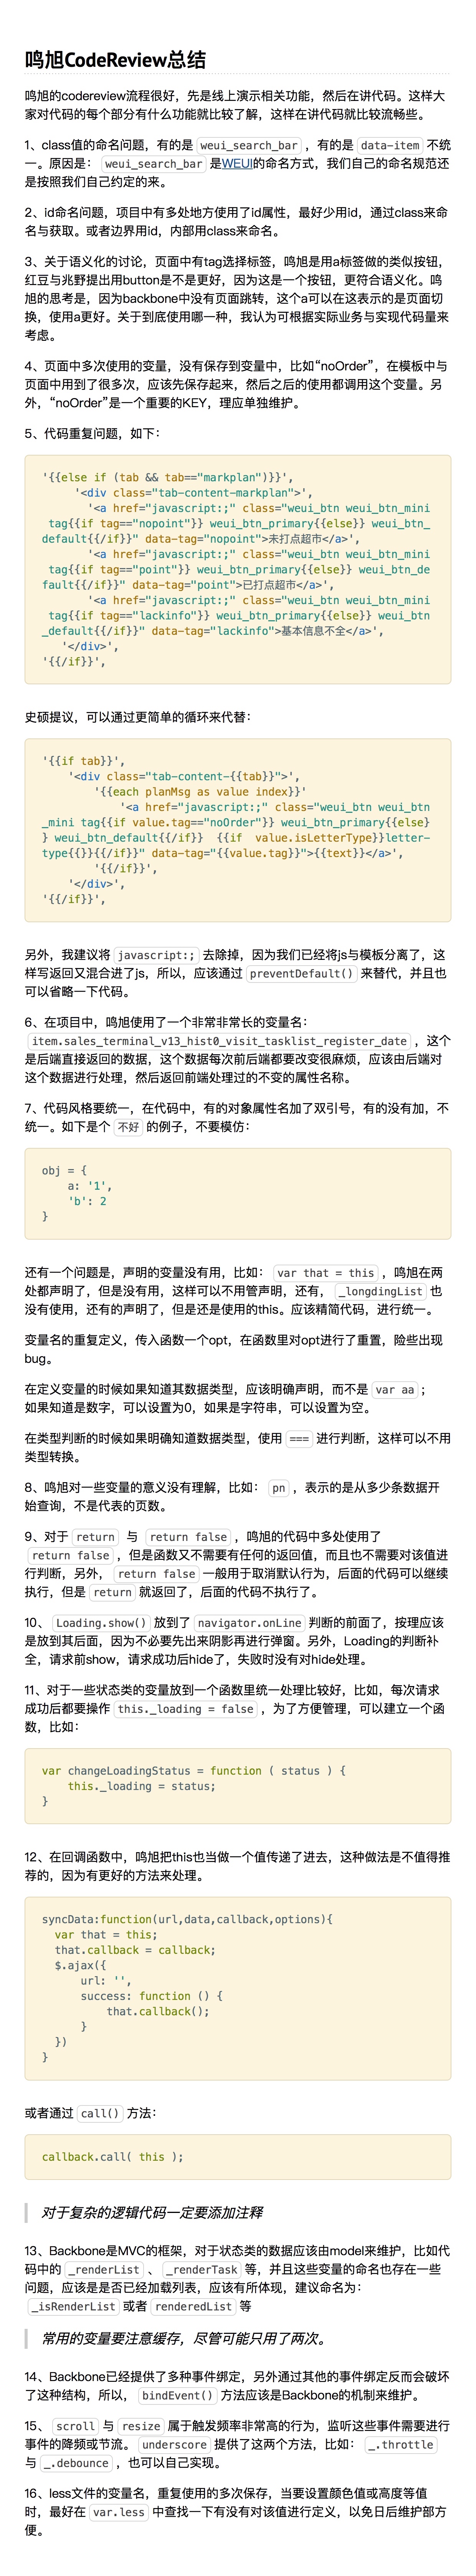 鸣旭CodeReview总结
鸣旭的codereview流程很好，先是线上演示相关功能，然后在讲代码。这样大
家对代码的每个部分有什么功能就比较了解，这样在讲代码就比较流畅些。
1、class值的命名问题，有的是 weui_search_bar ，有的是 data-item 不统
一。原因是： weui_search_bar 是WEUI的命名方式，我们自己的命名规范还
是按照我们自己约定的来。
2、id命名问题，项目中有多处地方使用了id属性，最好少用id，通过class来命
名与获取。或者边界用id，内部用class来命名。
3、关于语义化的讨论，页面中有tag选择标签，鸣旭是用a标签做的类似按钮，
红豆与兆野提出用button是不是更好，因为这是一个按钮，更符合语义化。鸣
旭的思考是，因为backbone中没有页面跳转，这个a可以在这表示的是页面切
换，使用a更好。关于到底使用哪一种，我认为可根据实际业务与实现代码量来
考虑。
4、页面中多次使用的变量，没有保存到变量中，比如“noOrder”，在模板中与
页面中用到了很多次，应该先保存起来，然后之后的使用都调用这个变量。另
外，“noOrder”是一个重要的KEY，理应单独维护。
5、代码重复问题，如下：
'{{else if (tab && tab=="markplan")}}',
'<div class="tab-content-markplan">',
'<a href="javascript:;" class="weui_btn weui_btn_mini
tag{{if tag=="nopoint"}} weui_btn_primary{{else}} weui_btn_
default{{/if}}" data-tag="nopoint">未打点超市</a>',
'<a href="javascript:;" class="weui_btn weui_btn_mini
tag{{if tag=="point"}} weui_btn_primary{{else}} weui_btn_de
fault{{/if}}" data-tag="point">已打点超市</a>',
'<a href="javascript:;" class="weui_btn weui_btn_mini
tag{{if tag=="lackinfo"}} weui_btn_primary{{else}} weui_btn
_default{{/if}}" data-tag="lackinfo">基本信息不全</a>',
'</div>',
'{{/if}}',
史硕提议，可以通过更简单的循环来代替：
'{{if tab}}',
'<div class="tab-content-{{tab}}">',
'{{each planMsg as value index}}'
'<a href="javascript:;" class="weui_btn weui_btn
_mini tag{{if value.tag=="noOrder"}} weui_btn_primary{{else}
} weui_btn_default{{/if}}  {{if  value.isLetterType}}letter-
type{{}}{{/if}}" data-tag="{{value.tag}}">{{text}}</a>',
'{{/if}}',
'</div>',
'{{/if}}',
另外，我建议将 javascript:; 去除掉，因为我们已经将js与模板分离了，这
样写返回又混合进了js，所以，应该通过 preventDefault() 来替代，并且也
可以省略一下代码。
6、在项目中，鸣旭使用了一个非常非常长的变量名：
item.sales_terminal_v13_hist0_visit_tasklist_register_date ，这个
是后端直接返回的数据，这个数据每次前后端都要改变很麻烦，应该由后端对
这个数据进行处理，然后返回前端处理过的不变的属性名称。
7、代码风格要统一，在代码中，有的对象属性名加了双引号，有的没有加，不
统一。如下是个 不好 的例子，不要模仿：
obj = {
a: '1',
'b': 2
}
还有一个问题是，声明的变量没有用，比如： var that = this ，鸣旭在两
处都声明了，但是没有用，这样可以不用管声明，还有， _longdingList 也
没有使用，还有的声明了，但是还是使用的this。应该精简代码，进行统一。
变量名的重复定义，传入函数一个opt，在函数里对opt进行了重置，险些出现
bug。
在定义变量的时候如果知道其数据类型，应该明确声明，而不是 var aa ；
如果知道是数字，可以设置为0，如果是字符串，可以设置为空。
在类型判断的时候如果明确知道数据类型，使用 === 进行判断，这样可以不用
类型转换。
8、鸣旭对一些变量的意义没有理解，比如： pn ，表示的是从多少条数据开
始查询，不是代表的页数。
9、对于 return 与 return false ，鸣旭的代码中多处使用了
return false ，但是函数又不需要有任何的返回值，而且也不需要对该值进
行判断，另外， return false 一般用于取消默认行为，后面的代码可以继续
执行，但是 return 就返回了，后面的代码不执行了。
10、 Loading.show() 放到了 navigator.onLine 判断的前面了，按理应该
是放到其后面，因为不必要先出来阴影再进行弹窗。另外，Loading的判断补
全，请求前show，请求成功后hide了，失败时没有对hide处理。
11、对于一些状态类的变量放到一个函数里统一处理比较好，比如，每次请求
成功后都要操作 this._loading = false ，为了方便管理，可以建立一个函
数，比如：
var changeLoadingStatus = function ( status ) {
this._loading = status;
}
12、在回调函数中，鸣旭把this也当做一个值传递了进去，这种做法是不值得推
荐的，因为有更好的方法来处理。
syncData:function(url,data,callback,options){
var that = this;
that.callback = callback;
$.ajax({
url: '',
success: function () {
that.callback();
}
})
}
或者通过 call() 方法：
callback.call( this );
对于复杂的逻辑代码一定要添加注释
13、Backbone是MVC的框架，对于状态类的数据应该由model来维护，比如代
码中的 _renderList 、 _renderTask 等，并且这些变量的命名也存在一些
问题，应该是是否已经加载列表，应该有所体现，建议命名为：
_isRenderList 或者 renderedList 等
常用的变量要注意缓存，尽管可能只用了两次。
14、Backbone已经提供了多种事件绑定，另外通过其他的事件绑定反而会破坏
了这种结构，所以， bindEvent() 方法应该是Backbone的机制来维护。
15、 scroll 与 resize 属于触发频率非常高的行为，监听这些事件需要进行
事件的降频或节流。 underscore 提供了这两个方法，比如： _.throttle
与 _.debounce ，也可以自己实现。
16、less文件的变量名，重复使用的多次保存，当要设置颜色值或高度等值
时，最好在 var.less 中查找一下有没有对该值进行定义，以免日后维护部方
便。